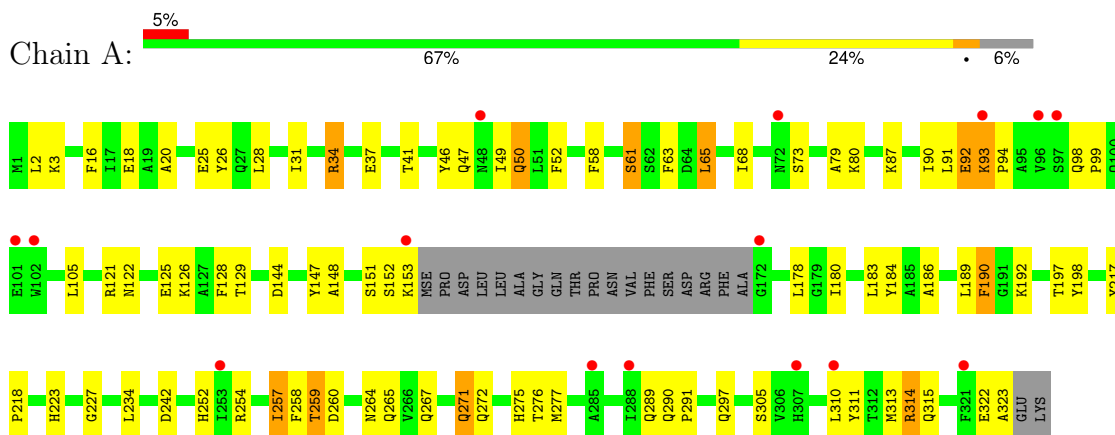 Chain A:
5%
67% 24% • 6%
M1 L2 K3 F16 I17 E18 A19 A20 E25 Y26 Q27 L28 I31 R34 E37 T41 Y46 Q47 N48 I49 Q50 L51 F52 F58 S61 S62 F63 D64 L65 I68 N72 S73 A79 K80 K87 I90 L91 E92 K93 P94 A95 V96 S97 Q98 P99
E101 W102 L105 R121 N122 E125 K126 A127 F128 T129 D144 Y147 A148 S151 S152 K153 MSE PRO ASP LEU LEU ALA GLY GLN THR PRO ASN VAL PHE SER ASP ARG PHE ALA G172 L178 G179 I180 L183 Y184 A185 A186 L189 F190 G191 K192 T197 Y198
P218 H223 G227 L234 D242 H252 I253 R254 I257 F258 T259 D260 N264 Q265 V266 Q267 Q271 Q272 H275 T276 M277 A285 I288 Q289 Q290 P291 Q297 S305 V306 H307 L310 Y311 T312 M313 R314 Q315 F321 E322 A323 GLU LYS